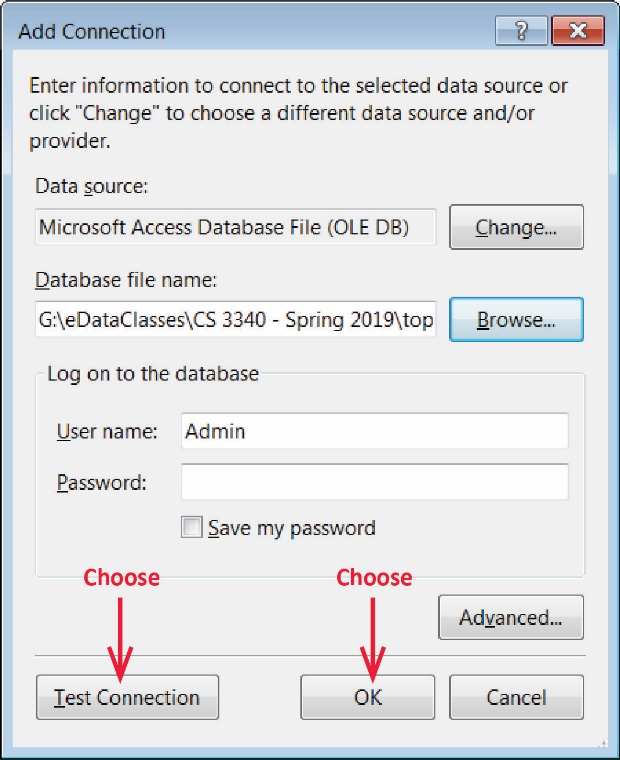 Add Connection
?
Enter information to connect to the selected data source or
click "Change" to choose a different data source and/or
provider.
Data source:
Microsoft Access Database File (OLE DB)
Change...
Database file name:
G:\eDataClasses\CS 3340 - Spring 2019\top
Browse...
Log on to the database
User name:
Admin
Password:
Save my password
Choose
Choose
Advanced...
Test Connection
OK
Cancel